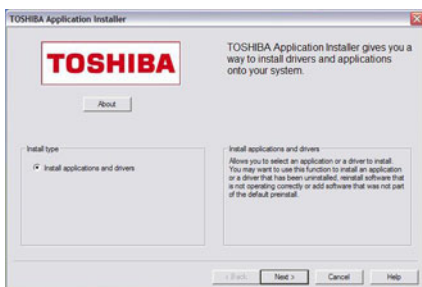 TOSHIBA Application Installer
TOSHIBA
TOSHIBA Application Installer gives you a
way to install drivers and applications
onto your system.
About
Install type
Install applications and drivers
Install applications and drivers
Allows you to select an application or a driver to install.
You may want to use this function to install an application
or a driver that has been uninstalled, reinstall software that
is not operating correctly or add software that was not part
of the default preinstall.
< Back
Next >
Cancel
Help